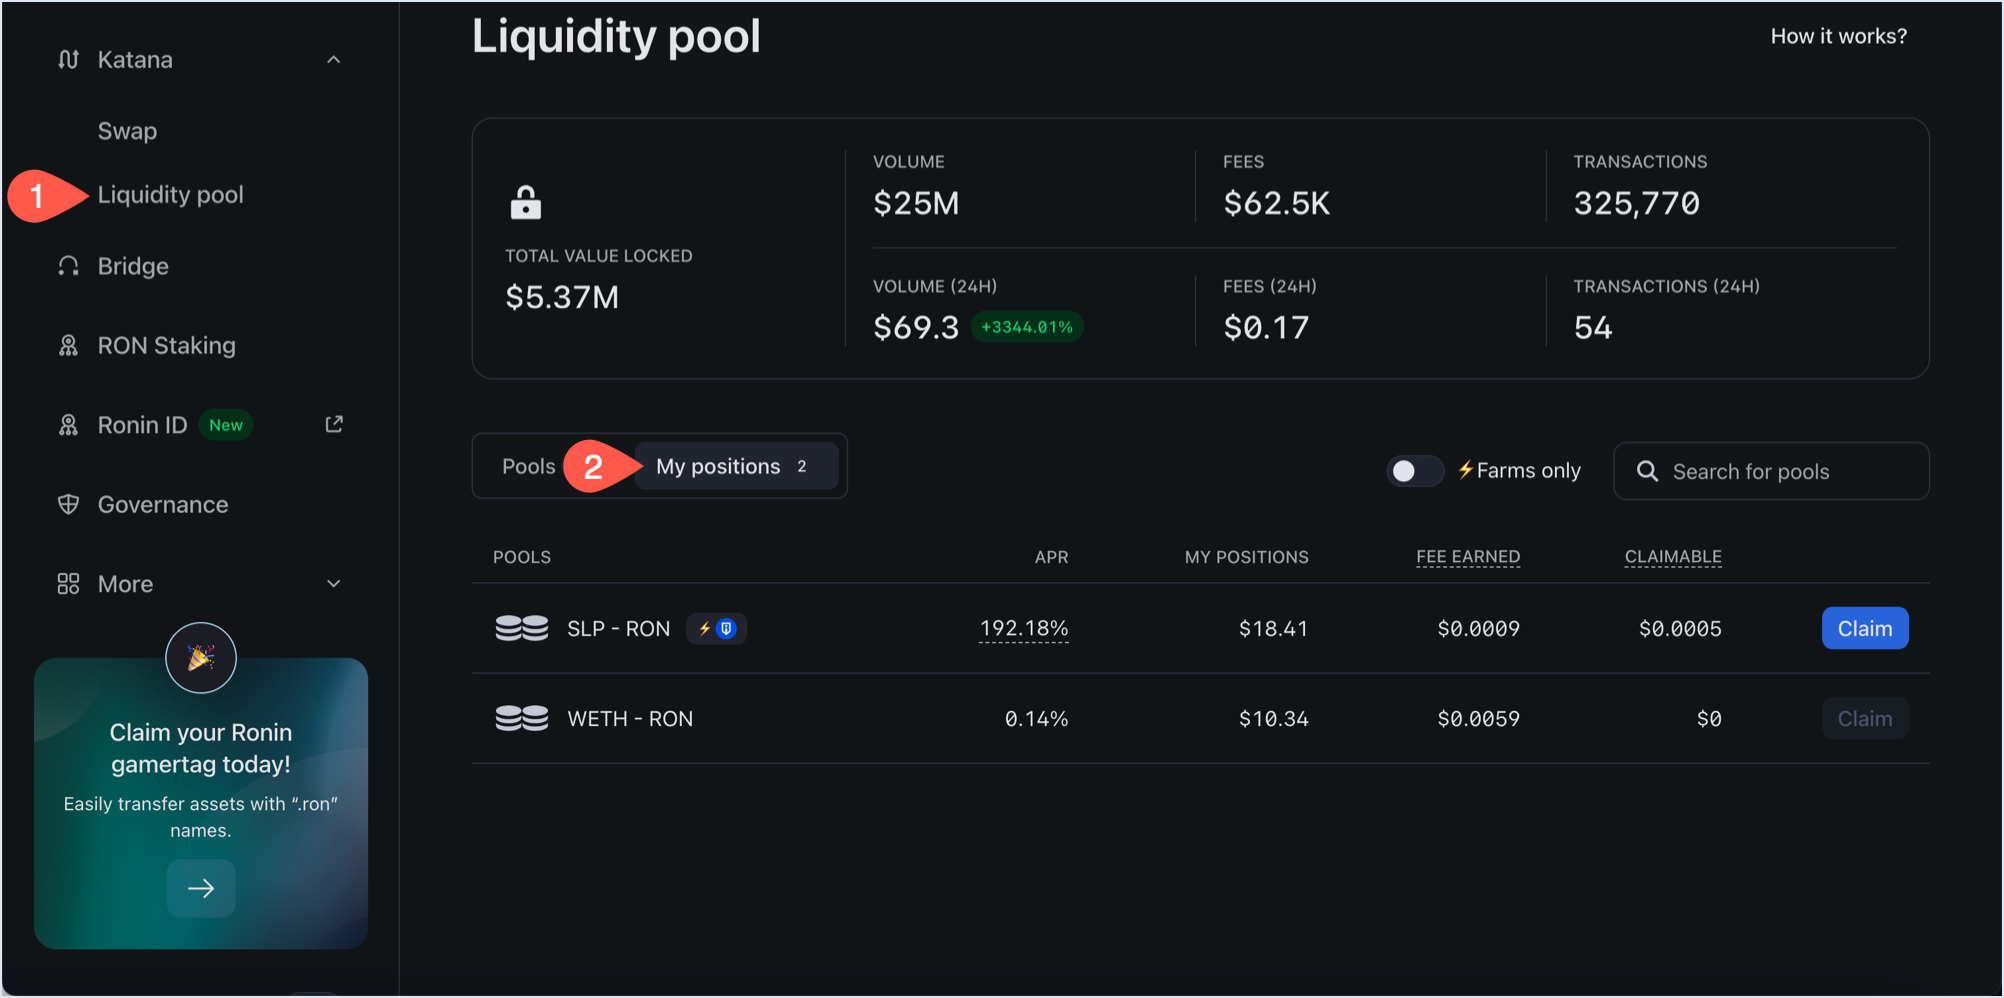 Katana
Swap
1
Liquidity pool
Bridge
RON Staking
Ronin ID New
Governance
More
Claim your Ronin
gamertag today!
Easily transfer assets with “.ron”
names.
Liquidity pool
How it works?
TOTAL VALUE LOCKED
$5.37M
VOLUME
$25M
FEES
$62.5K
TRANSACTIONS
325,770
VOLUME (24H)
$69.3 +3344.01%
FEES (24H)
$0.17
TRANSACTIONS (24H)
54
Pools 2 My positions 2
⚡Farms only
Search for pools
POOLS APR MY POSITIONS FEE EARNED CLAIMABLE
SLP - RON 192.18% $18.41 $0.0009 $0.0005 Claim
WETH - RON 0.14% $10.34 $0.0059 $0 Claim